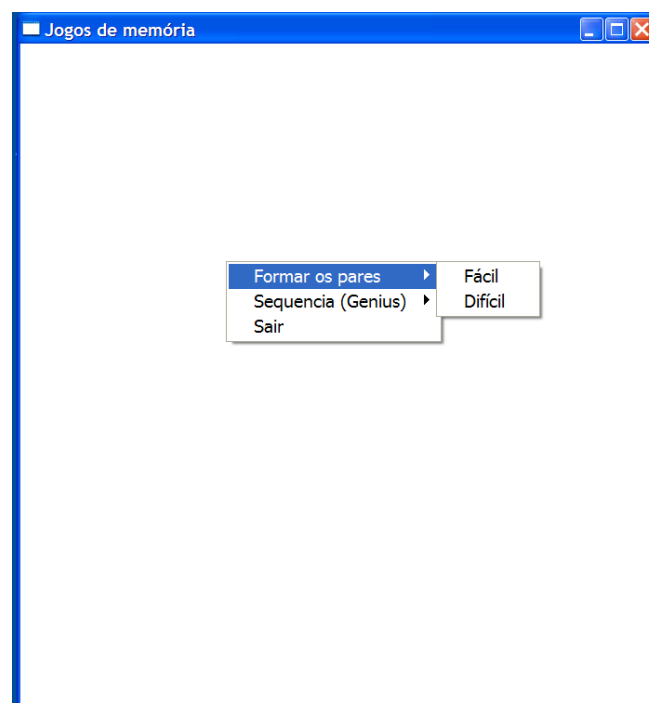 Jogos de memória
Formar os pares
Fácil
Sequencia (Genius)
Difícil
Sair